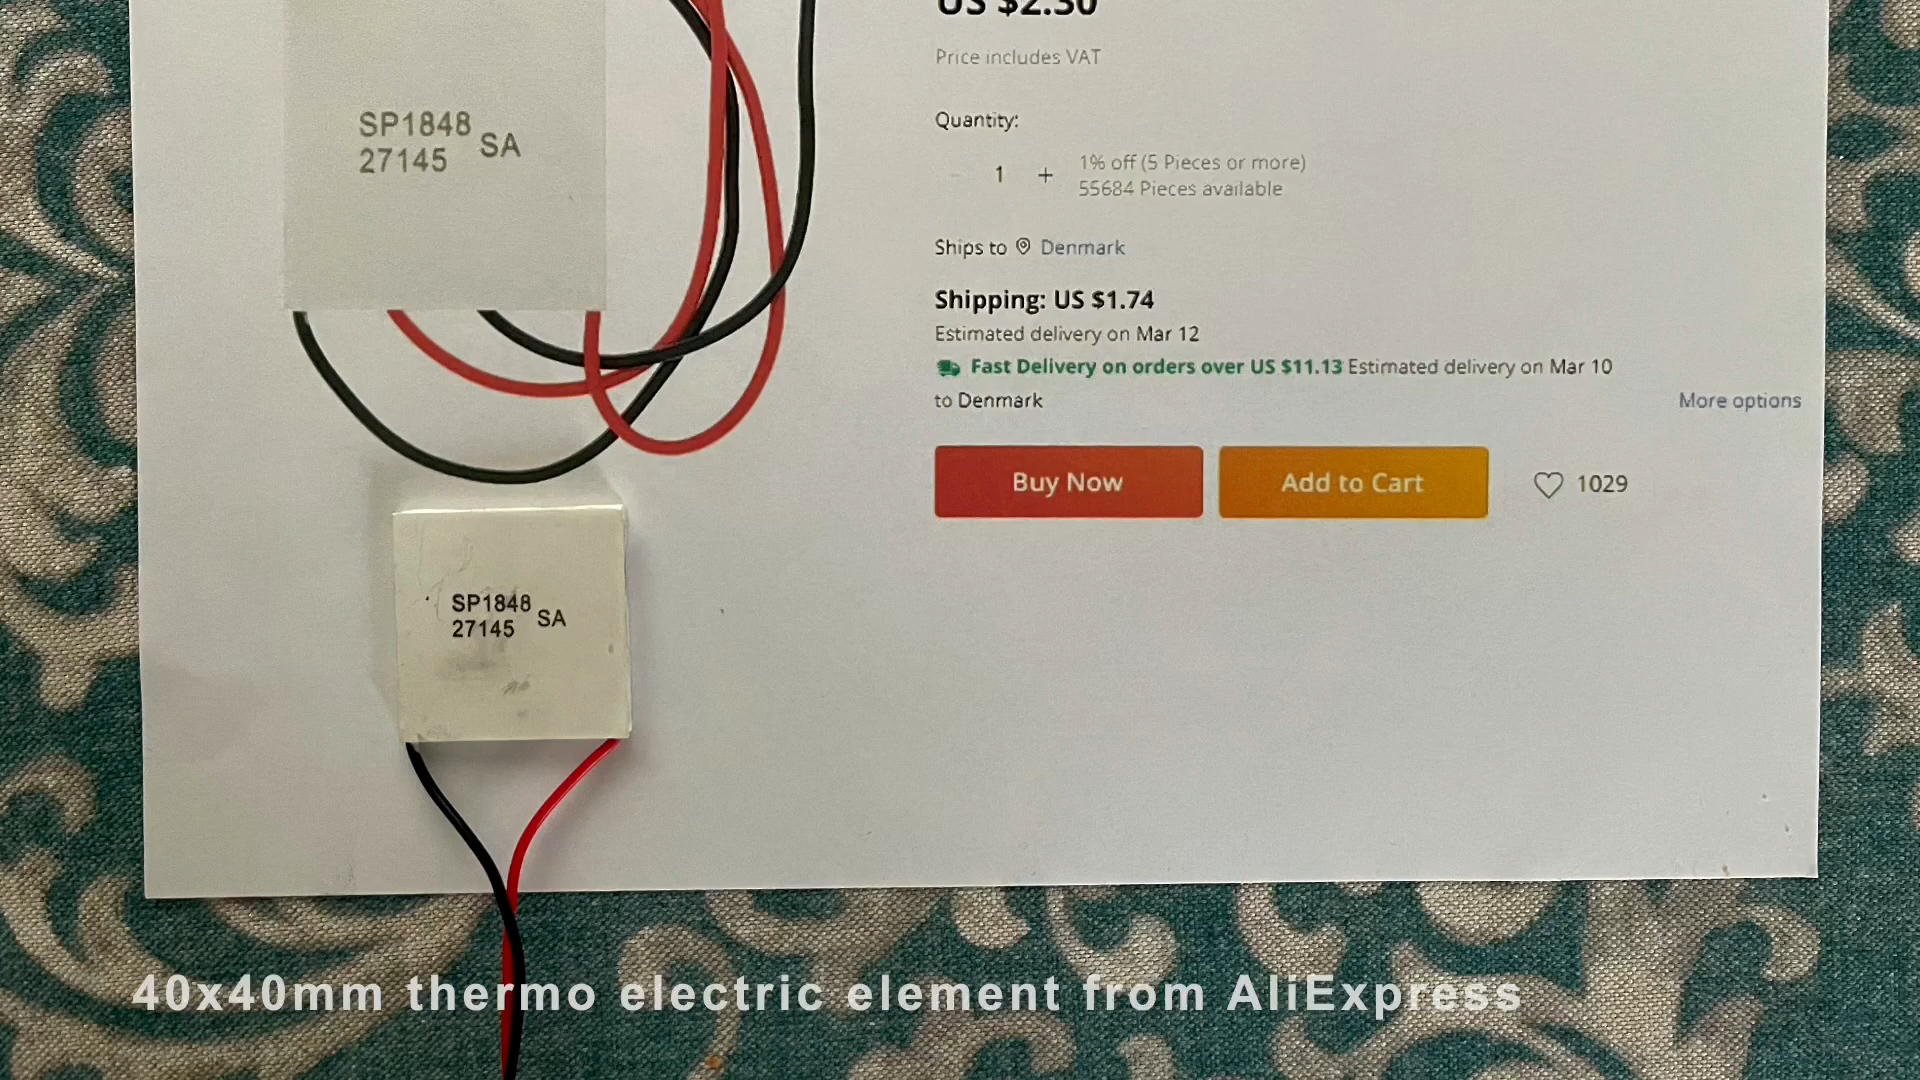 US $2.30
Price includes VAT
Quantity:
1 +
1% off (5 Pieces or more)
55684 Pieces available
Ships to Denmark
Shipping: US $1.74
Estimated delivery on Mar 12
Fast Delivery on orders over US $11.13 Estimated delivery on Mar 10
to Denmark
More options
Buy Now
Add to Cart
1029
SP1848
27145 SA
SP1848
27145 SA
40x40mm thermo electric element from AliExpress